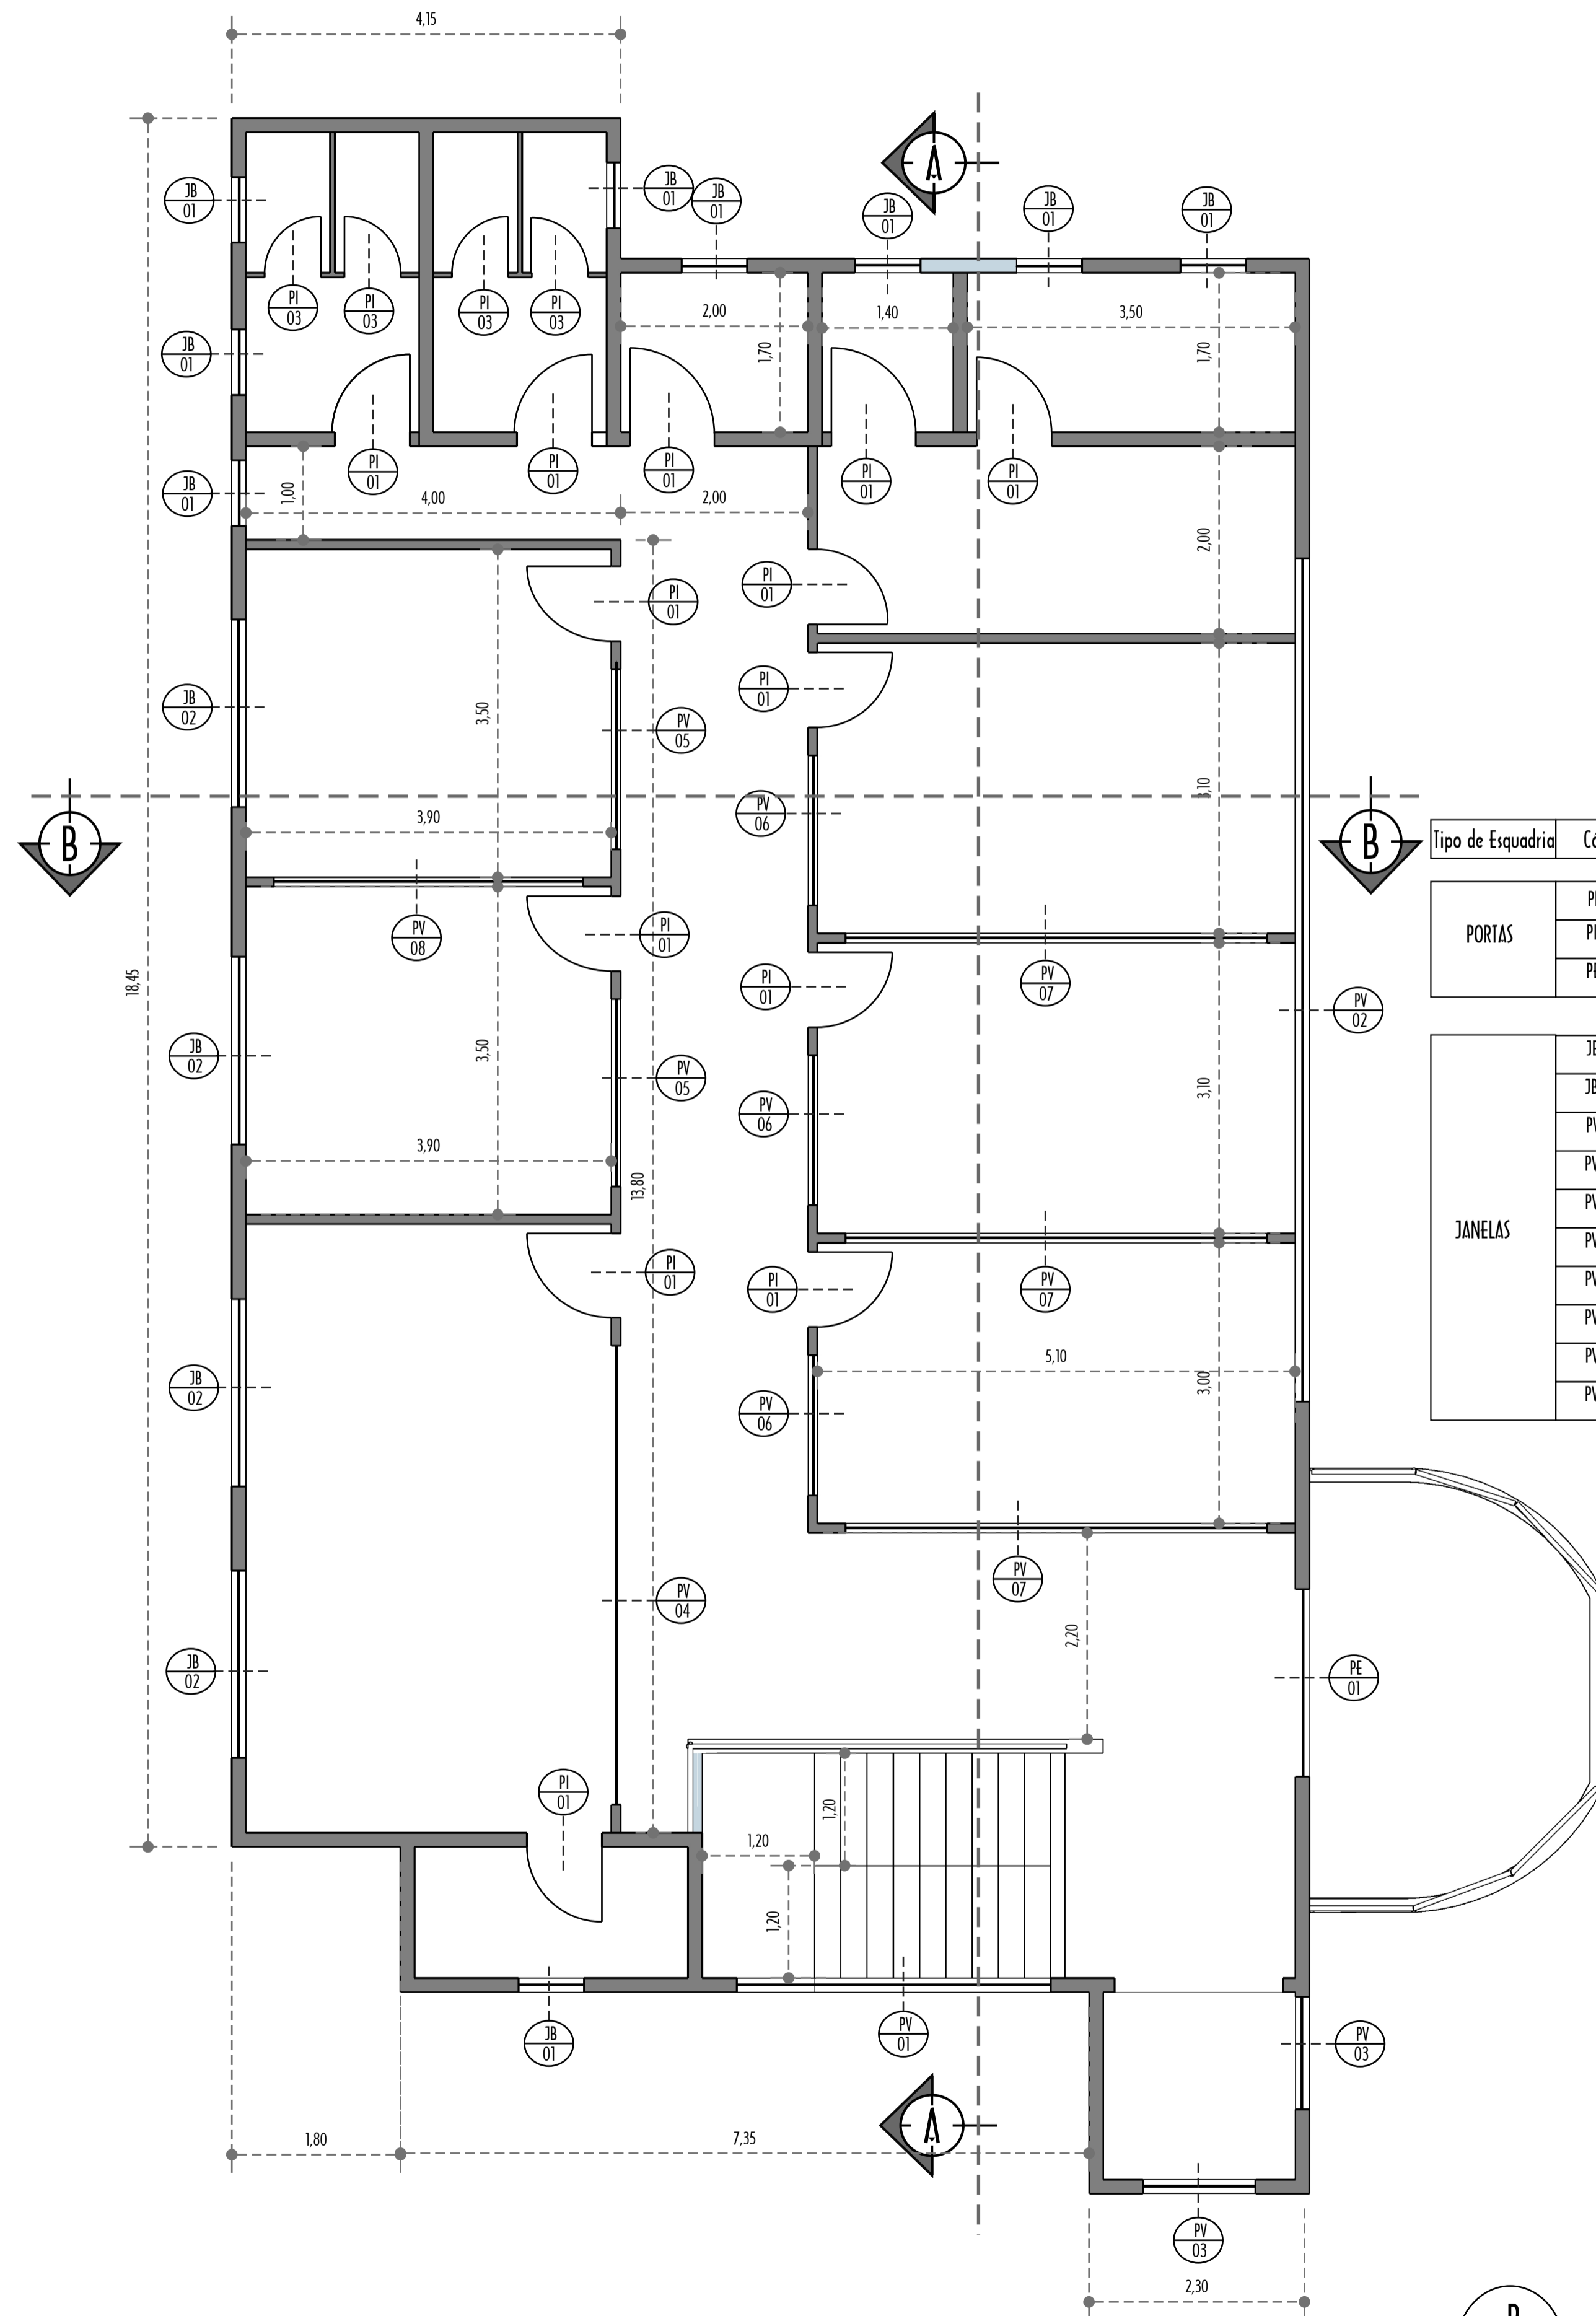 4,15
A
JB
01
JB
01
JB
01
JB
01
JB
01
JB
01
PI
03
PI
03
PI
03
PI
03
2,00
1,40
3,50
1,70
1,70
JB
01
PI
01
PI
01
PI
01
PI
01
PI
01
JB
01
1,00
4,00
2,00
2,00
PI
01
PI
01
PI
01
JB
02
3,50
PV
05
3,10
PV
06
3,90
B
B
Tipo de Esquadria
PORTAS
PV
08
PI
01
18,45
PI
01
PV
07
PV
02
JB
02
3,50
PV
05
PV
06
3,10
3,90
13,80
JANELAS
PI
01
PI
01
PV
07
JB
02
5,10
3,00
PV
06
PV
07
PV
04
2,20
JB
02
PE
01
PI
01
1,20
1,20
1,20
JB
01
PV
01
PV
03
A
1,80
7,35
PV
03
2,30